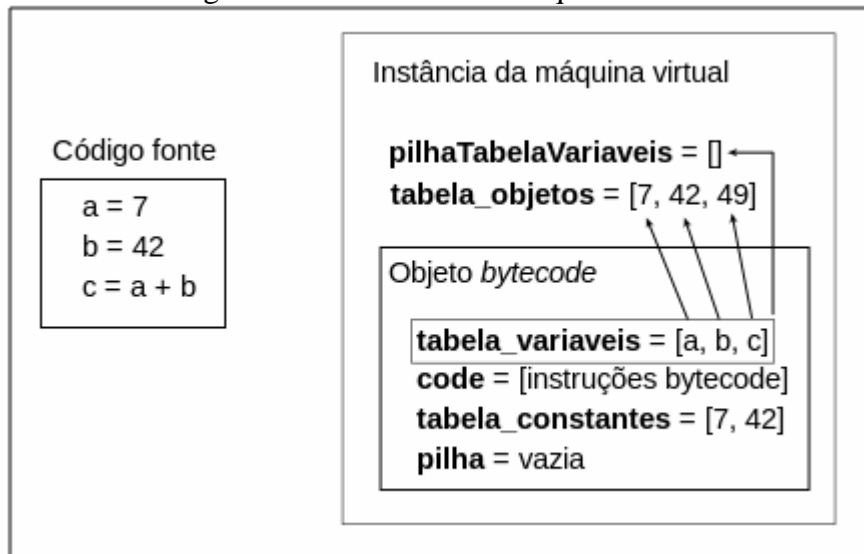 Código fonte
a = 7
b = 42
c = a + b
Instância da máquina virtual
pilhaTabelaVariaveis = []
tabela_objetos = [7, 42, 49]
Objeto bytecode
tabela_variaveis = [a, b, c]
code = [instruções bytecode]
tabela_constantes = [7, 42]
pilha = vazia